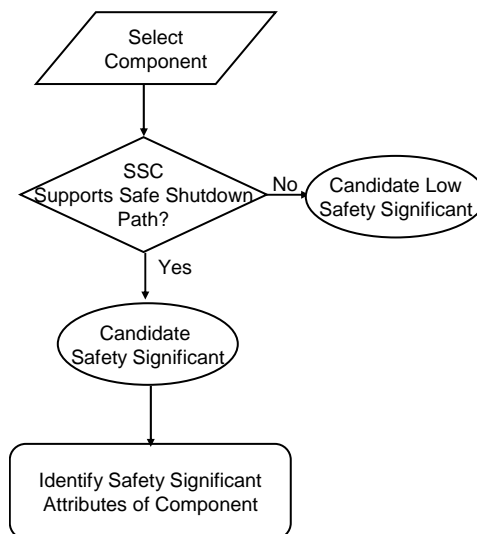 Select
Component
SSC
Supports Safe Shutdown
Path?
No
Candidate Low
Safety Significant
Yes
Candidate
Safety Significant
Identify Safety Significant
Attributes of Component